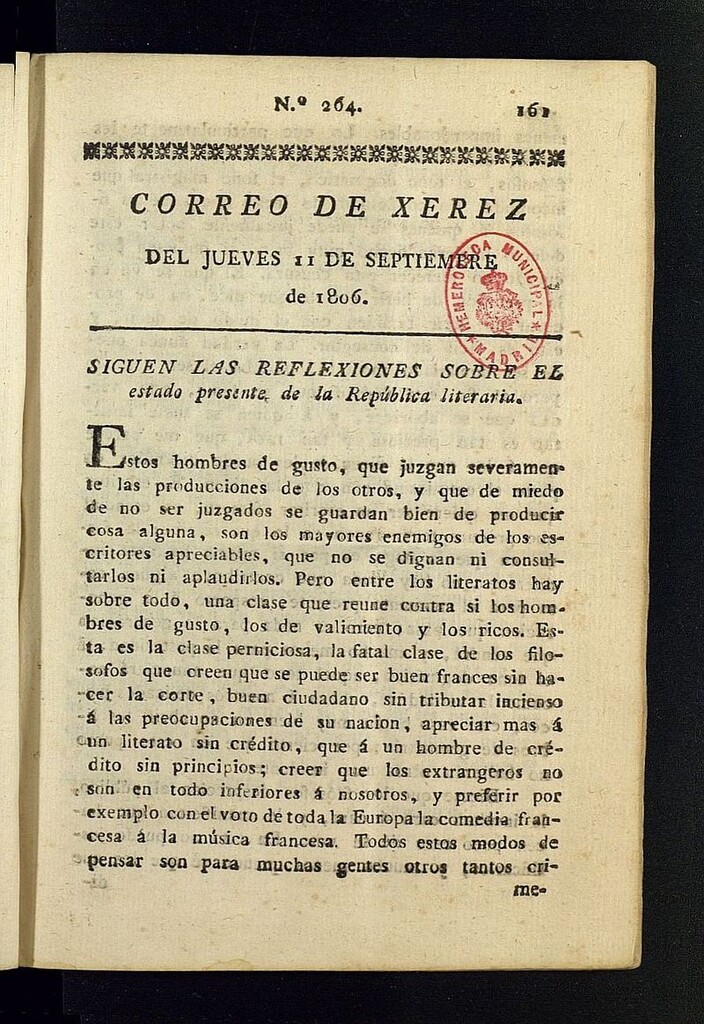 N.º 264. 161
CORREO DE XEREZ
DEL JUEVES 11 DE SEPTIEMBRE
de 1806.
HEMEROTECA MUNICIPAL
*MADRID*
SIGUEN LAS REFLEXIONES SOBRE EL
estado presente de la República literaria.
Estos hombres de gusto, que juzgan severamen-
te las producciones de los otros, y que de miedo
de no ser juzgados se guardan bien de producir
cosa alguna, son los mayores enemigos de los es-
critores apreciables, que no se dignan ni consul-
tarlos ni aplaudirlos. Pero entre los literatos hay
sobre todo, una clase que reune contra si los hom-
bres de gusto, los de valimiento y los ricos. Es-
ta es la clase perniciosa, la fatal clase de los filo-
sofos que creen que se puede ser buen frances sin ha-
cer la corte, buen ciudadano sin tributar incienso
á las preocupaciones de su nacion, apreciar mas á
un literato sin crédito, que á un hombre de cré-
dito sin principios; creer que los extrangeros no
son en todo inferiores á nosotros, y preferir por
exemplo con el voto de toda la Europa la comedia fran-
cesa á la música francesa. Todos estos modos de
pensar son para muchas gentes otros tantos cri-
me-